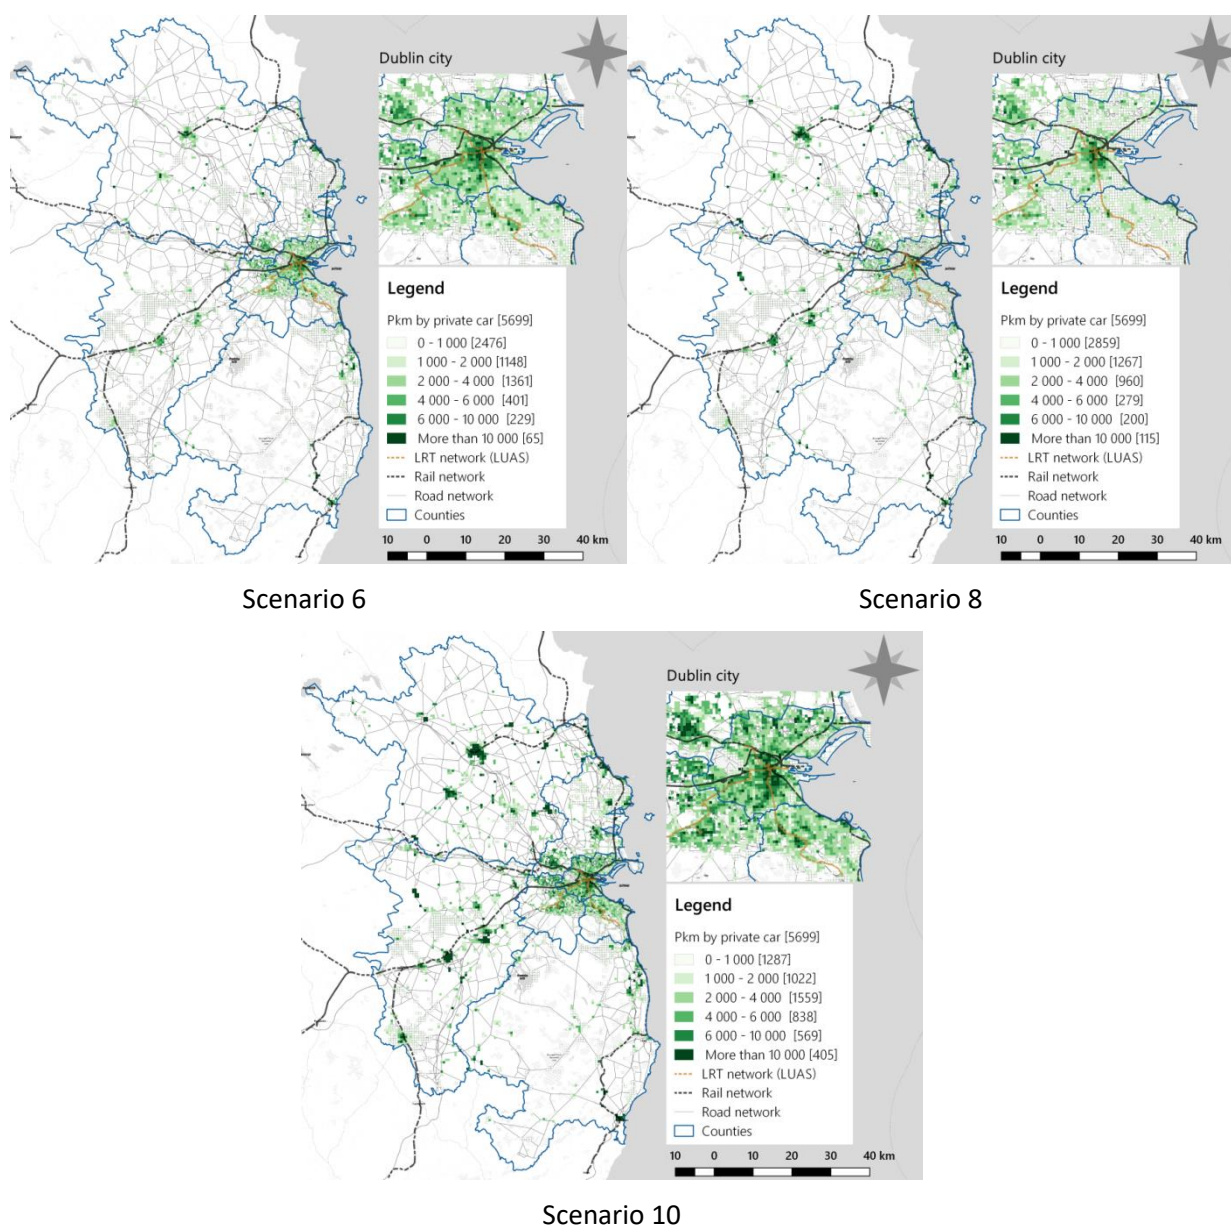 Dublin city
Legend
Pkm by private car [5699]
0 - 1 000 [2476]
1 000 - 2 000 [1148]
2 000 - 4 000 [1361]
4 000 - 6 000 [401]
6 000 - 10 000 [229]
More than 10 000 [65]
LRT network (LUAS)
Rail network
Road network
Counties
10 0 10 20 30 40 km
Scenario 6
Dublin city
Legend
Pkm by private car [5699]
0 - 1 000 [2859]
1 000 - 2 000 [1267]
2 000 - 4 000 [960]
4 000 - 6 000 [279]
6 000 - 10 000 [200]
More than 10 000 [115]
LRT network (LUAS)
Rail network
Road network
Counties
10 0 10 20 30 40 km
Scenario 8
Dublin city
Legend
Pkm by private car [5699]
0 - 1 000 [1287]
1 000 - 2 000 [1022]
2 000 - 4 000 [1559]
4 000 - 6 000 [838]
6 000 - 10 000 [569]
More than 10 000 [405]
LRT network (LUAS)
Rail network
Road network
Counties
10 0 10 20 30 40 km
Scenario 10